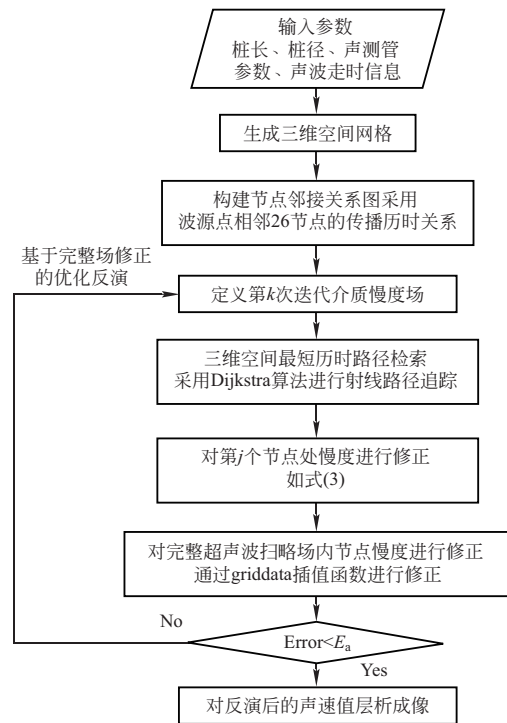 输入参数
桩长、桩径、声测管
参数、声波走时信息
生成三维空间网格
构建节点邻接关系图采用
波源点相邻26节点的传播历时关系
基于完整场修正
的优化反演
定义第k次迭代介质慢度场
三维空间最短历时路径检索
采用Dijkstra算法进行射线路径追踪
对第j个节点处慢度进行修正
如式(3)
对完整超声波扫略场内节点慢度进行修正
通过griddata插值函数进行修正
No
Error<Ea
Yes
对反演后的声速值层析成像